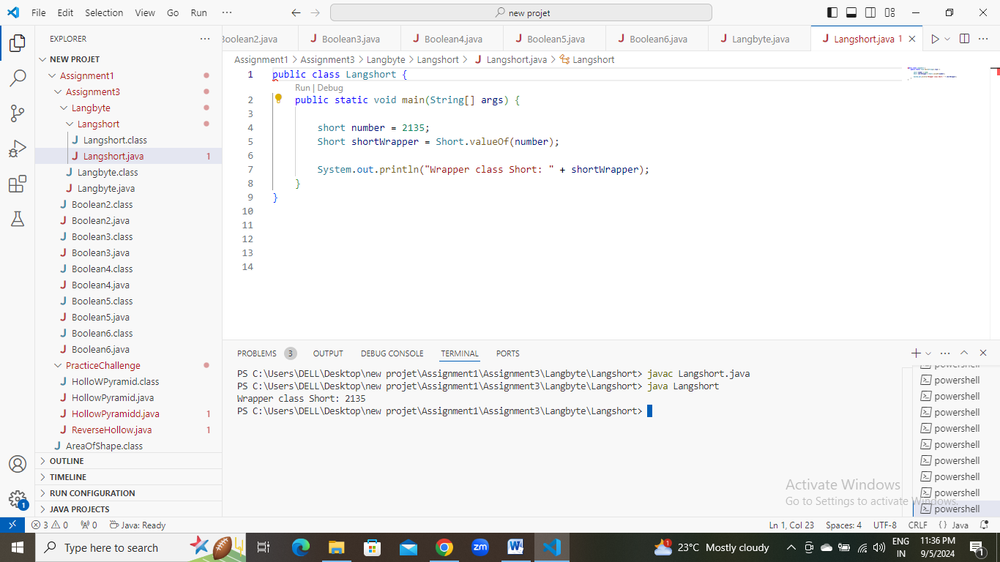 File Edit Selection View Go Run ··· new projet
EXPLORER ···
NEW PROJET
Assignment1
Assignment3
Langbyte
Langshort
Langshort.class
Langshort.java 1
Langbyte.class
Langbyte.java
Boolean2.class
Boolean2.java
Boolean3.class
Boolean3.java
Boolean4.class
Boolean4.java
Boolean5.class
Boolean5.java
Boolean6.class
Boolean6.java
PracticeChallenge
HolloWPyramid.class
HollowPyramid.java
HollowPyramidd.java 1
ReverseHollow.java 1
AreaOfShape.class
OUTLINE
TIMELINE
RUN CONFIGURATION
JAVA PROJECTS
1
Boolean2.java Boolean3.java Boolean4.java Boolean5.java Boolean6.java Langbyte.java Langshort.java 1
Assignment1 > Assignment3 > Langbyte > Langshort > Langshort.java > Langshort
1 public class Langshort {
Run | Debug
2 public static void main(String[] args) {
3
4 short number = 2135;
5 Short shortWrapper = Short.valueOf(number);
6
7 System.out.println("Wrapper class Short: " + shortWrapper);
8 }
9 }
10
11
12
13
14
PROBLEMS 3 OUTPUT DEBUG CONSOLE TERMINAL PORTS
PS C:\Users\DELL\Desktop\new projet\Assignment1\Assignment3\Langbyte\Langshort> javac Langshort.java
PS C:\Users\DELL\Desktop\new projet\Assignment1\Assignment3\Langbyte\Langshort> java Langshort
Wrapper class Short: 2135
PS C:\Users\DELL\Desktop\new projet\Assignment1\Assignment3\Langbyte\Langshort>
powershell
powershell
powershell
powershell
powershell
powershell
powershell
powershell
powershell
powershell
Activate Windows
Go to Settings to activate Windows.
3 0 0 Java: Ready Ln 1, Col 23 Spaces: 4 UTF-8 CRLF {} Java
Type here to search zm W 1 23°C Mostly cloudy ENG IN 11:36 PM 9/5/2024 1